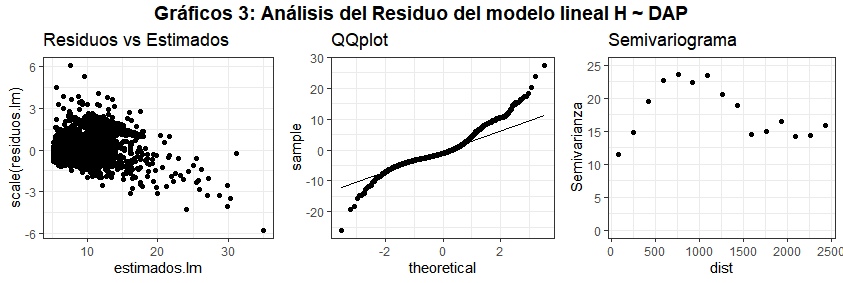 Gráficos 3: Análisis del Residuo del modelo lineal H ~ DAP
Residuos vs Estimados
scale(residuos.lm)
6
3
0
-3
-6
10
20
30
estimados.lm
QQplot
sample
30
20
10
0
-10
-20
-2
0
2
theoretical
Semivariograma
Semivarianza
25
20
15
10
5
0
0
500
1000
1500
2000
2500
dist